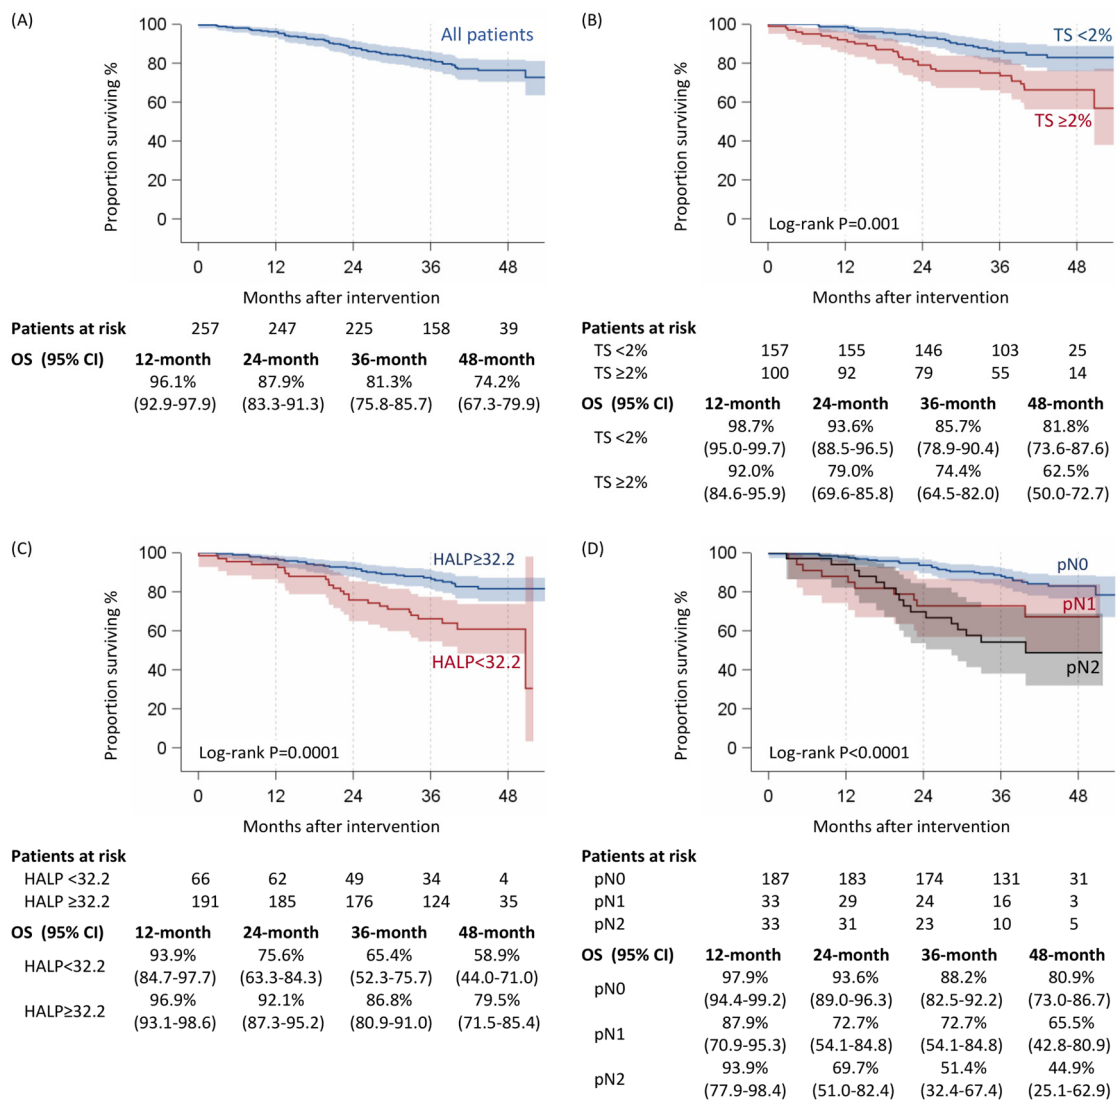 (A)
Proportion surviving %
100
80
60
40
20
0
All patients
0 12 24 36 48
Months after intervention
Patients at risk 257 247 225 158 39
OS (95% CI) 12-month 24-month 36-month 48-month
96.1% 87.9% 81.3% 74.2%
(92.9-97.9) (83.3-91.3) (75.8-85.7) (67.3-79.9)
(B)
Proportion surviving %
100
80
60
40
20
0
TS <2%
TS ≥2%
Log-rank P=0.001
0 12 24 36 48
Months after intervention
Patients at risk
TS <2% 157 155 146 103 25
TS ≥2% 100 92 79 55 14
OS (95% CI) 12-month 24-month 36-month 48-month
TS <2%
98.7% 93.6% 85.7% 81.8%
(95.0-99.7) (88.5-96.5) (78.9-90.4) (73.6-87.6)
TS ≥2%
92.0% 79.0% 74.4% 62.5%
(84.6-95.9) (69.6-85.8) (64.5-82.0) (50.0-72.7)
(C)
Proportion surviving %
100
80
60
40
20
0
HALP≥32.2
HALP<32.2
Log-rank P=0.0001
0 12 24 36 48
Months after intervention
Patients at risk
HALP <32.2 66 62 49 34 4
HALP ≥32.2 191 185 176 124 35
OS (95% CI) 12-month 24-month 36-month 48-month
HALP<32.2
93.9% 75.6% 65.4% 58.9%
(84.7-97.7) (63.3-84.3) (52.3-75.7) (44.0-71.0)
HALP≥32.2
96.9% 92.1% 86.8% 79.5%
(93.1-98.6) (87.3-95.2) (80.9-91.0) (71.5-85.4)
(D)
Proportion surviving %
100
80
60
40
20
0
pN0
pN1
pN2
Log-rank P<0.0001
0 12 24 36 48
Months after intervention
Patients at risk
pN0 187 183 174 131 31
pN1 33 29 24 16 3
pN2 33 31 23 10 5
OS (95% CI) 12-month 24-month 36-month 48-month
pN0
97.9% 93.6% 88.2% 80.9%
(94.4-99.2) (89.0-96.3) (82.5-92.2) (73.0-86.7)
pN1
87.9% 72.7% 72.7% 65.5%
(70.9-95.3) (54.1-84.8) (54.1-84.8) (42.8-80.9)
pN2
93.9% 69.7% 51.4% 44.9%
(77.9-98.4) (51.0-82.4) (32.4-67.4) (25.1-62.9)